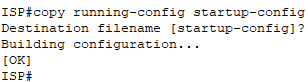 ISP#copy running-config startup-config
Destination filename [startup-config]?
Building configuration...
[OK]
ISP#